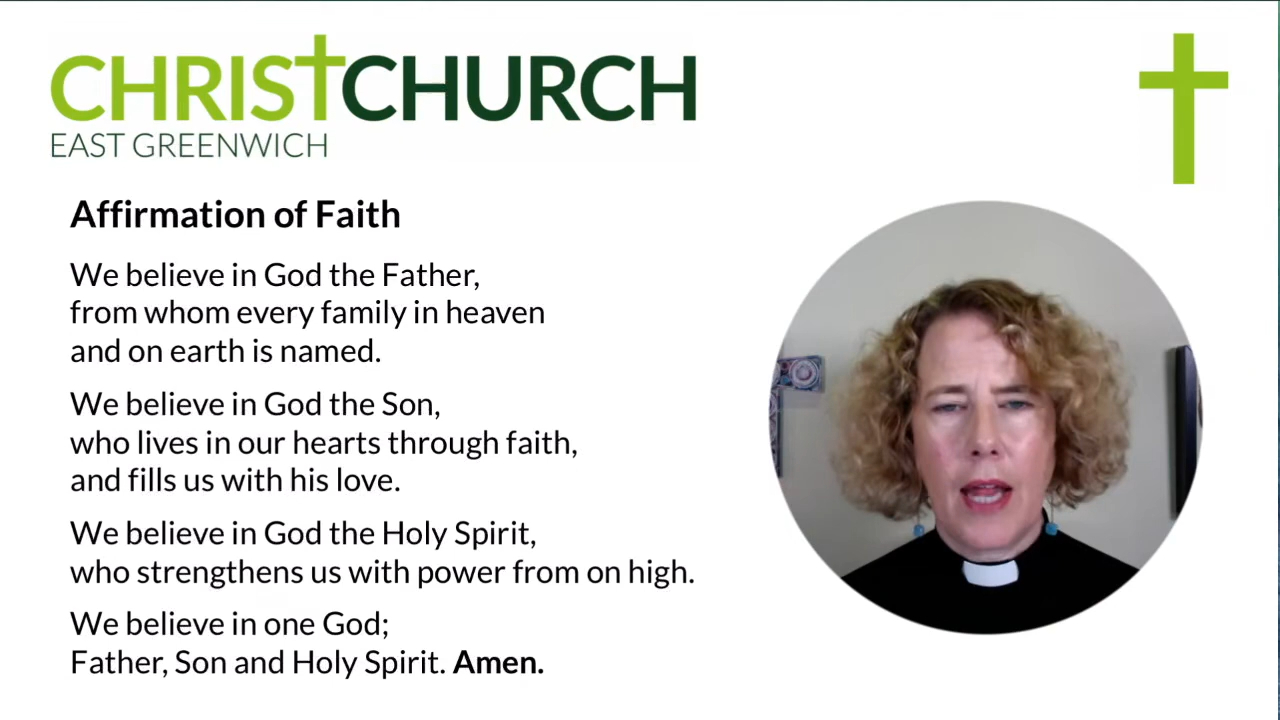 CHRISTCHURCH
EAST GREENWICH
Affirmation of Faith
We believe in God the Father,
from whom every family in heaven
and on earth is named.
We believe in God the Son,
who lives in our hearts through faith,
and fills us with his love.
We believe in God the Holy Spirit,
who strengthens us with power from on high.
We believe in one God;
Father, Son and Holy Spirit. Amen.